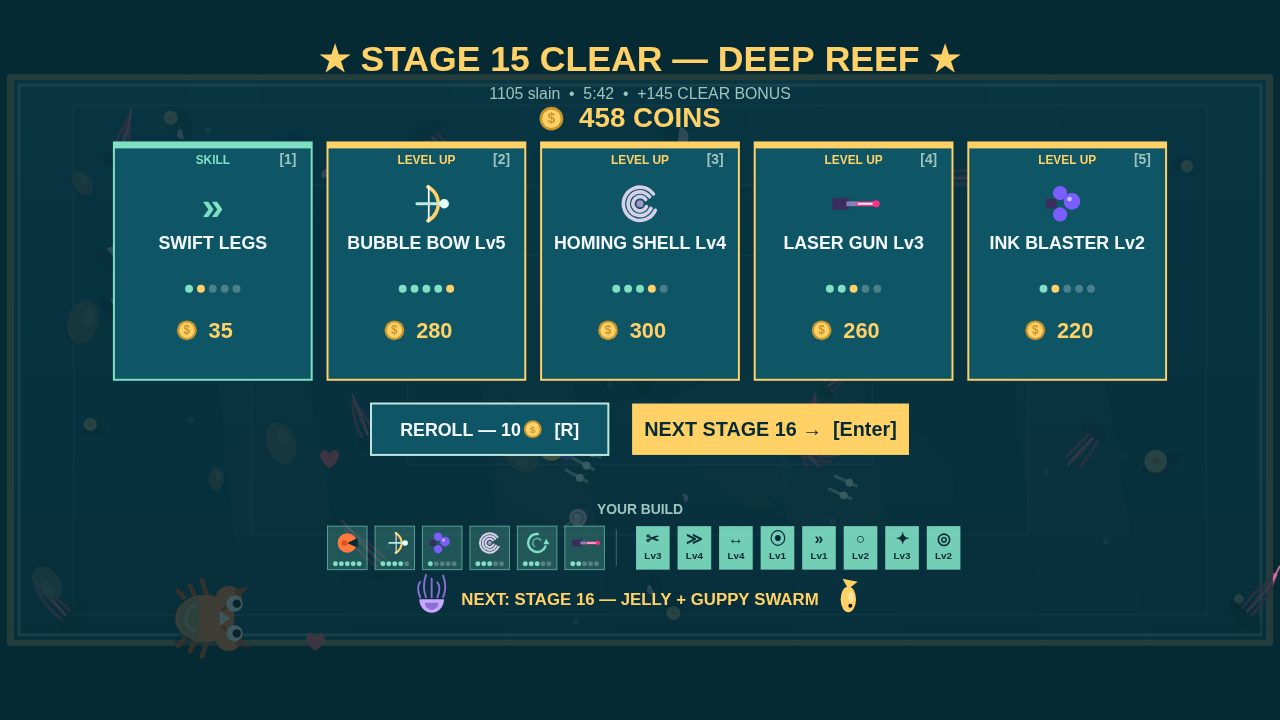 ★ STAGE 15 CLEAR — DEEP REEF ★
1105 slain • 5:42 • +145 CLEAR BONUS
458 COINS
SKILL [1]
SWIFT LEGS
35
LEVEL UP [2]
BUBBLE BOW Lv5
280
LEVEL UP [3]
HOMING SHELL Lv4
300
LEVEL UP [4]
LASER GUN Lv3
260
LEVEL UP [5]
INK BLASTER Lv2
220
REROLL — 10 [R]
NEXT STAGE 16 → [Enter]
YOUR BUILD
Lv3 Lv4 Lv4 Lv1 Lv1 Lv2 Lv3 Lv2
NEXT: STAGE 16 — JELLY + GUPPY SWARM